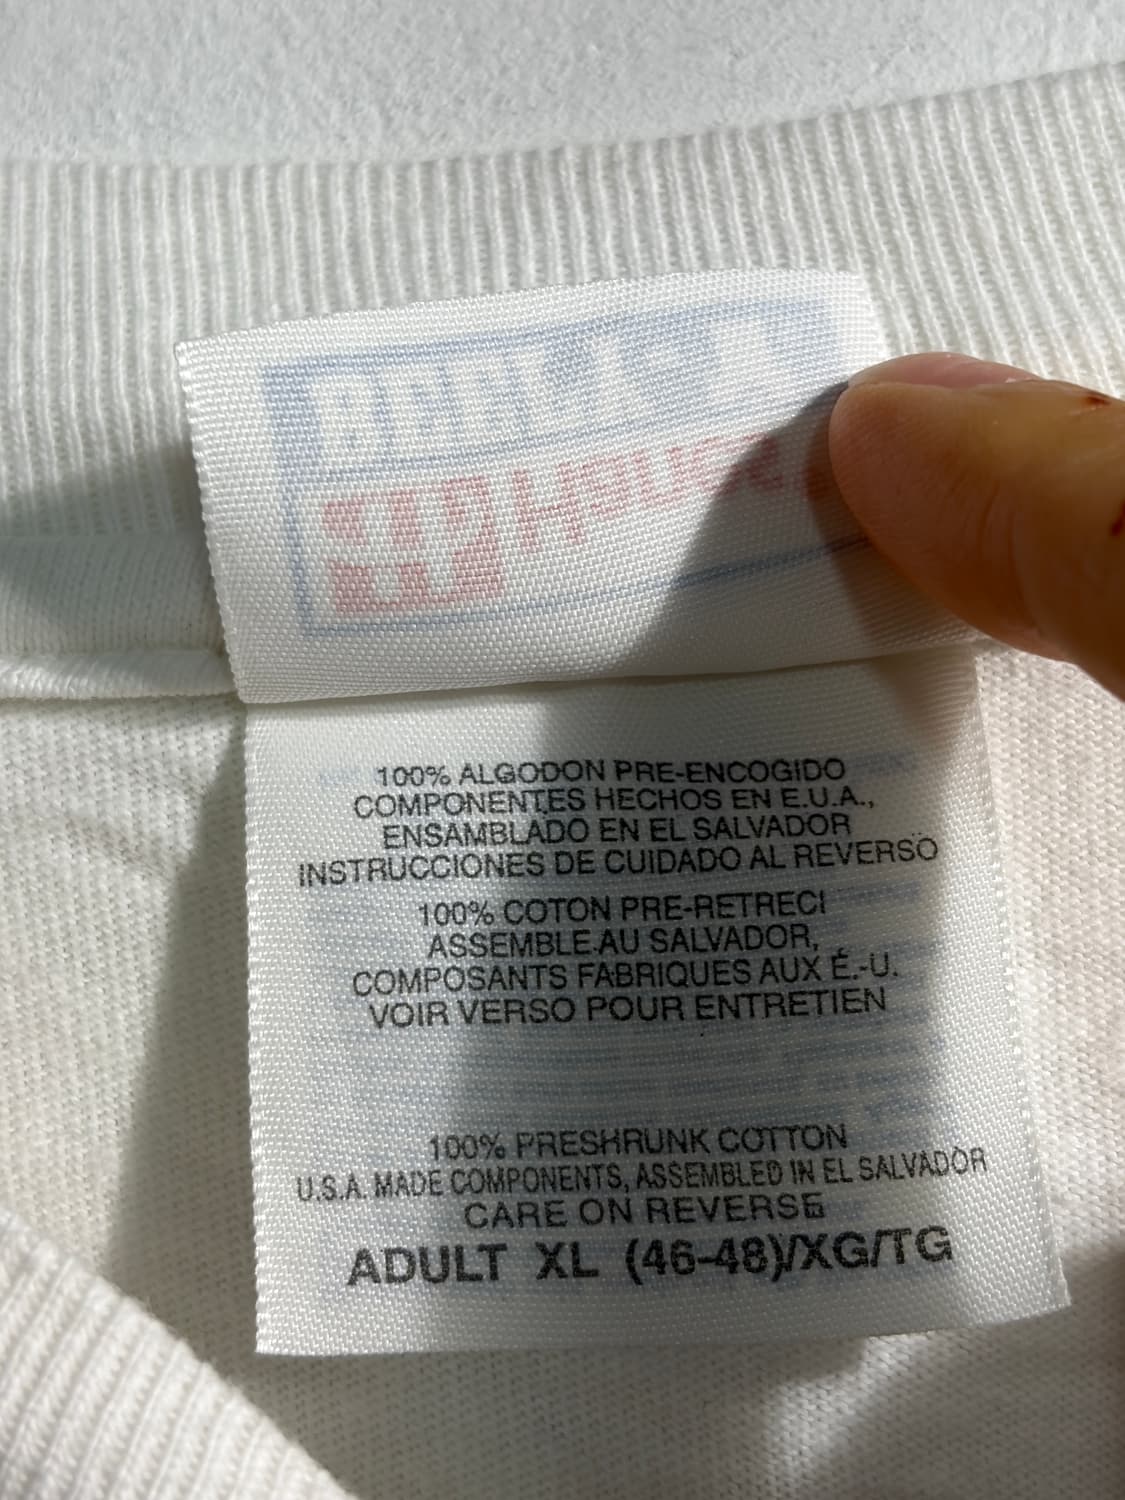 100% ALGODON PRE-ENCOGIDO
COMPONENTES HECHOS EN E.U.A.,
ENSAMBLADO EN EL SALVADOR
INSTRUCCIONES DE CUIDADO AL REVERSO
100% COTON PRE-RETRECI
ASSEMBLE AU SALVADOR,
COMPOSANTS FABRIQUES AUX É.-U.
VOIR VERSO POUR ENTRETIEN
100% PRESHRUNK COTTON
U.S.A. MADE COMPONENTS, ASSEMBLED IN EL SALVADOR
CARE ON REVERSE
ADULT XL (46-48)/XG/TG